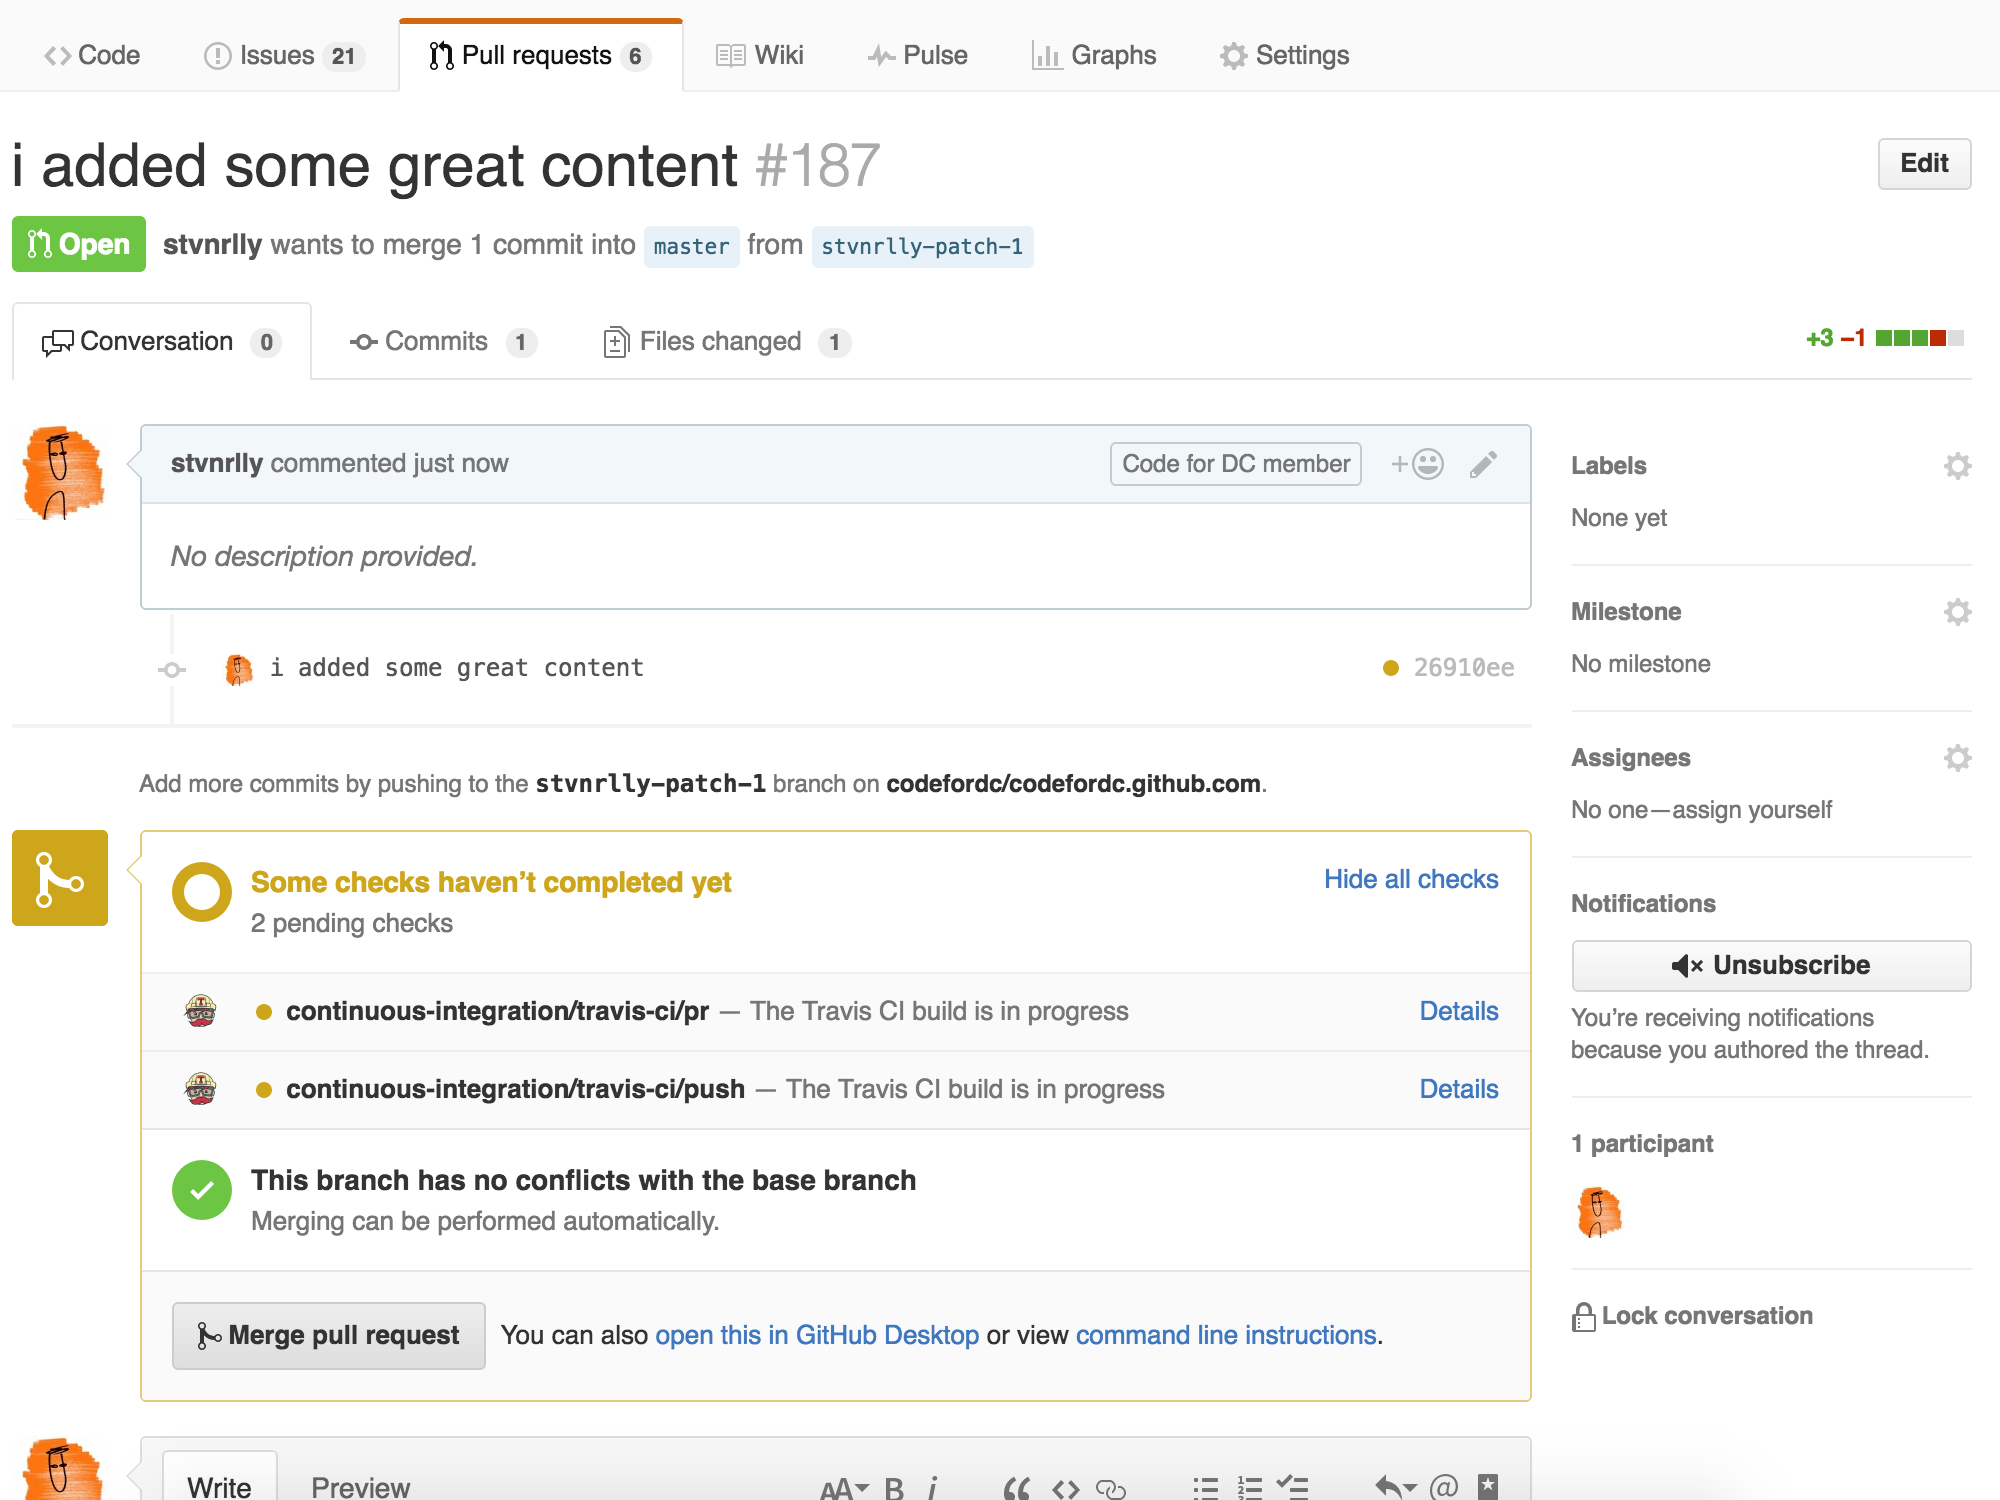 Code Issues 21 Pull requests 6 Wiki Pulse Graphs Settings
i added some great content #187
Edit
Open stvnrlly wants to merge 1 commit into master from stvnrlly-patch-1
Conversation 0 Commits 1 Files changed 1
+3 −1
stvnrlly commented just now
Code for DC member
No description provided.
i added some great content
26910ee
Add more commits by pushing to the stvnrlly-patch-1 branch on codefordc/codefordc.github.com.
Some checks haven’t completed yet
Hide all checks
2 pending checks
continuous-integration/travis-ci/pr — The Travis CI build is in progress
Details
continuous-integration/travis-ci/push — The Travis CI build is in progress
Details
This branch has no conflicts with the base branch
Merging can be performed automatically.
Merge pull request You can also open this in GitHub Desktop or view command line instructions.
Write Preview AA B i
Labels
None yet
Milestone
No milestone
Assignees
No one—assign yourself
Notifications
Unsubscribe
You’re receiving notifications
because you authored the thread.
1 participant
Lock conversation